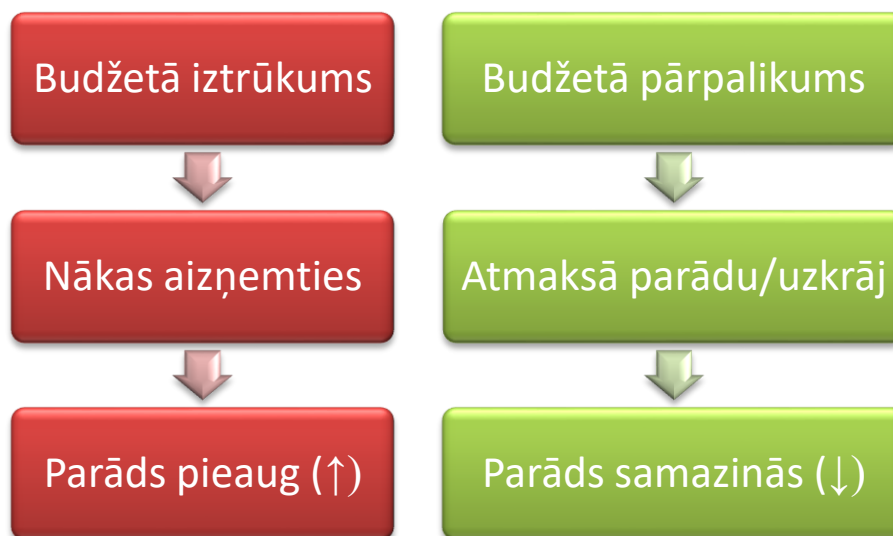 Budžetā iztrūkums
Nākas aizņemties
Parāds pieaug (↑)
Budžetā pārpalikums
Atmaksā parādu/uzkrāj
Parāds samazinās (↓)